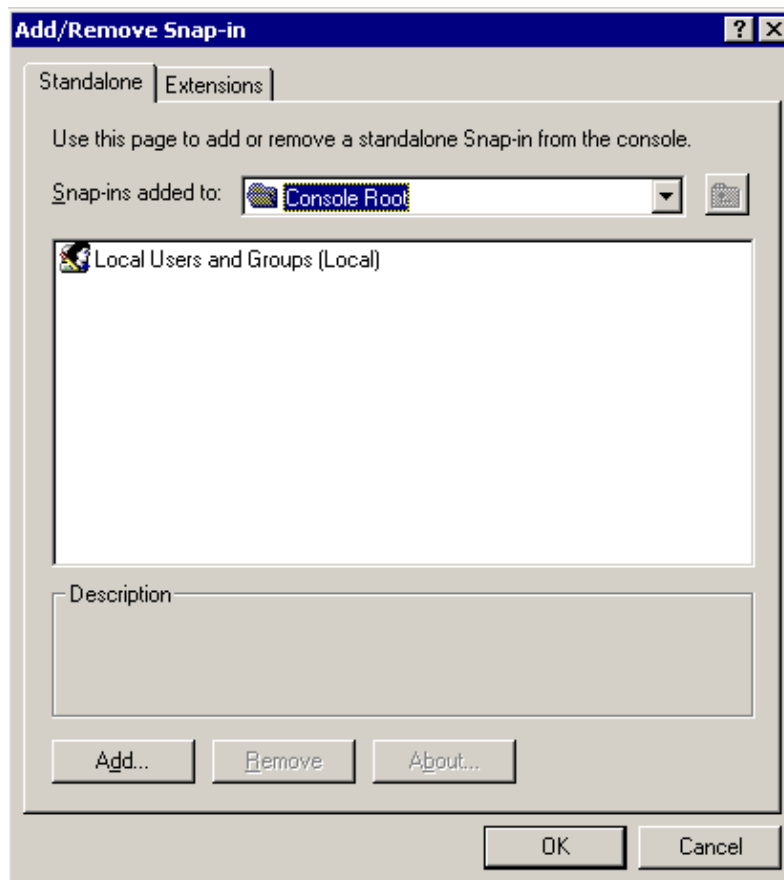 Add/Remove Snap-in
Standalone
Extensions
Use this page to add or remove a standalone Snap-in from the console.
Snap-ins added to:
Console Root
Local Users and Groups (Local)
Description
Add...
Remove
About...
OK
Cancel